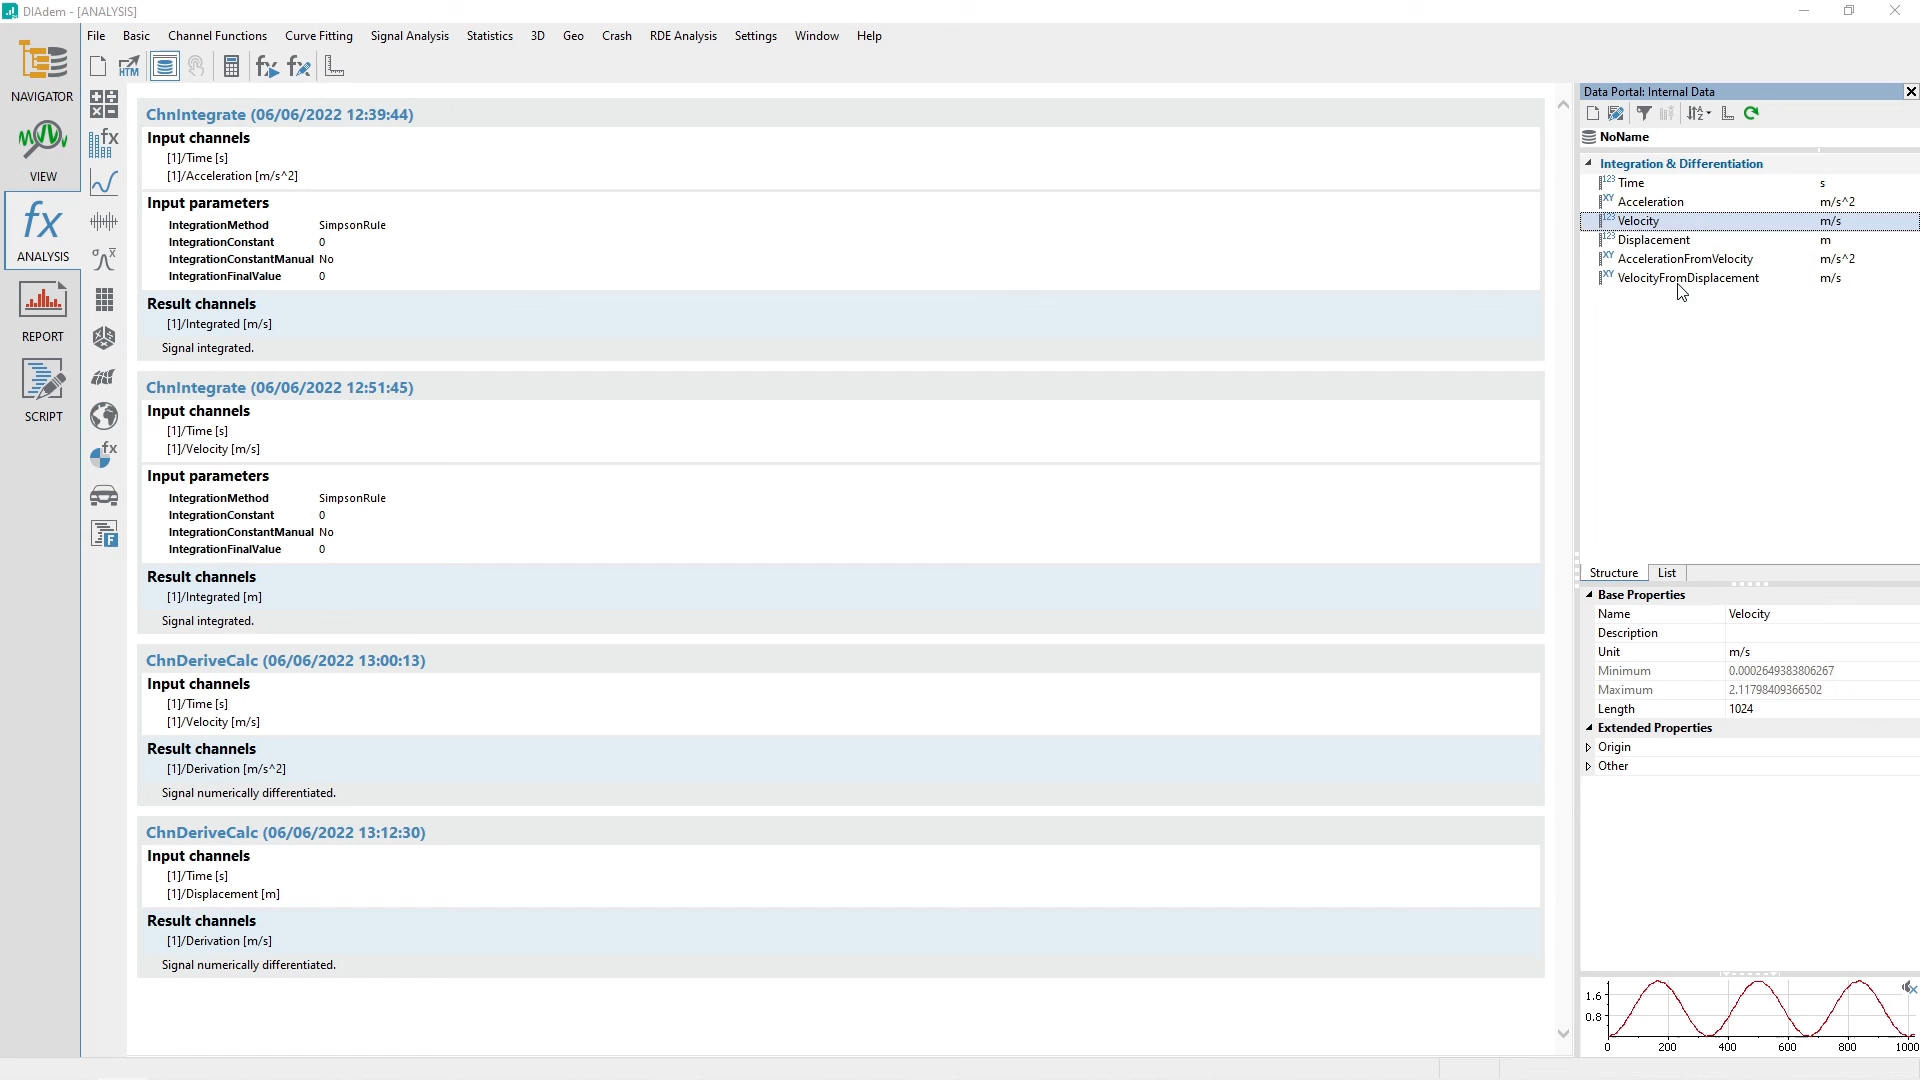 DIAdem - [ANALYSIS]
File Basic Channel Functions Curve Fitting Signal Analysis Statistics 3D Geo Crash RDE Analysis Settings Window Help
NAVIGATOR
VIEW
ANALYSIS
REPORT
SCRIPT
ChnIntegrate (06/06/2022 12:39:44)
Input channels
[1]/Time [s]
[1]/Acceleration [m/s^2]
Input parameters
IntegrationMethod SimpsonRule
IntegrationConstant 0
IntegrationConstantManual No
IntegrationFinalValue 0
Result channels
[1]/Integrated [m/s]
Signal integrated.
ChnIntegrate (06/06/2022 12:51:45)
Input channels
[1]/Time [s]
[1]/Velocity [m/s]
Input parameters
IntegrationMethod SimpsonRule
IntegrationConstant 0
IntegrationConstantManual No
IntegrationFinalValue 0
Result channels
[1]/Integrated [m]
Signal integrated.
ChnDeriveCalc (06/06/2022 13:00:13)
Input channels
[1]/Time [s]
[1]/Velocity [m/s]
Result channels
[1]/Derivation [m/s^2]
Signal numerically differentiated.
ChnDeriveCalc (06/06/2022 13:12:30)
Input channels
[1]/Time [s]
[1]/Displacement [m]
Result channels
[1]/Derivation [m/s]
Signal numerically differentiated.
Data Portal: Internal Data
NoName
Integration & Differentiation
123 Time s
XY Acceleration m/s^2
123 Velocity m/s
123 Displacement m
XY AccelerationFromVelocity m/s^2
XY VelocityFromDisplacement m/s
Structure List
Base Properties
Name Velocity
Description
Unit m/s
Minimum 0.0002649383806267
Maximum 2.11798409366502
Length 1024
Extended Properties
Origin
Other
1.6
0.8
0 200 400 600 800 1000